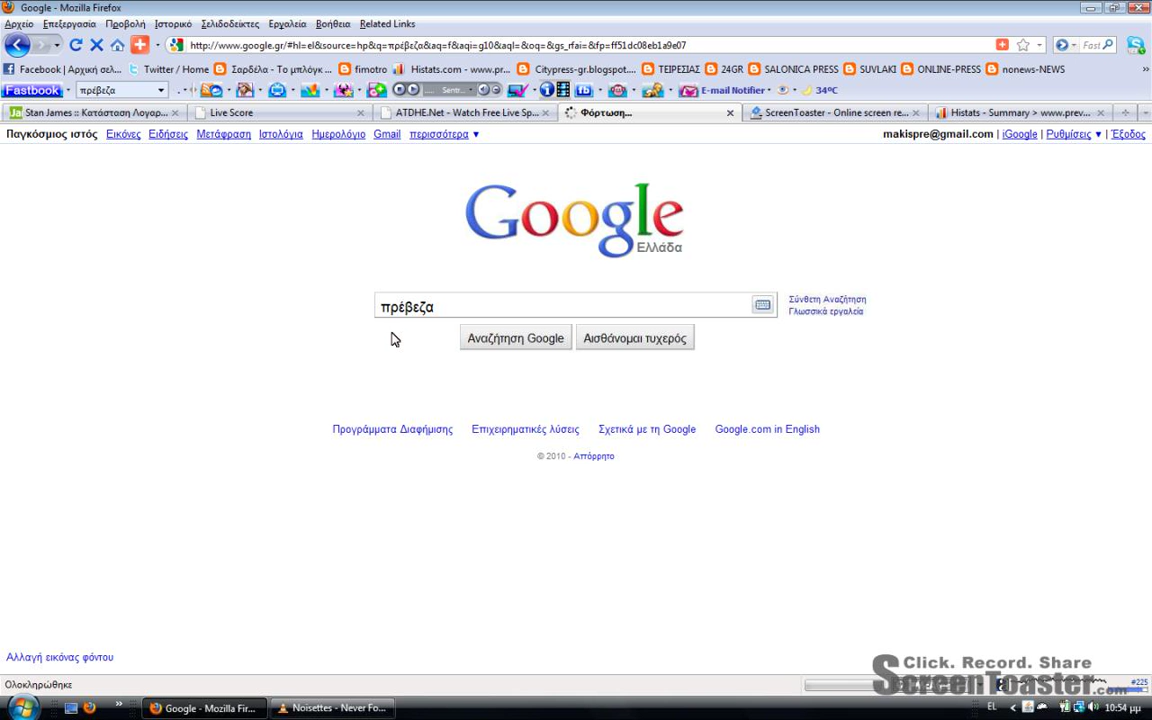 Google - Mozilla Firefox
Αρχείο Επεξεργασία Προβολή Ιστορικό Σελιδοδείκτες Εργαλεία Βοήθεια Related Links
http://www.google.gr/#hl=el&source=hp&q=πρέβεζα&aq=f&aqi=g10&aql=&oq=&gs_rfai=&fp=ff51dc08eb1a9e07 Fast
Facebook | Αρχική σελ... Twitter / Home Σαρδέλα - Το μπλόγκ ... fimotro Histats.com - www.pr... Citypress-gr.blogspot.... ΤΕΙΡΕΣΙΑΣ 24GR SALONICA PRESS SUVLAKI ONLINE-PRESS nonews-NEWS »
Fastbook πρέβεζα Sentr... E-mail Notifier 34°C
Stan James :: Κατάσταση Λογαρ... Live Score ATDHE.Net - Watch Free Live Sp... Φόρτωση... ScreenToaster - Online screen re... Histats - Summary > www.prev...
Παγκόσμιος ιστός Εικόνες Ειδήσεις Μετάφραση Ιστολόγια Ημερολόγιο Gmail περισσότερα ▼ makispre@gmail.com | iGoogle | Ρυθμίσεις ▼ | Έξοδος
Google
Ελλάδα
πρέβεζα
Σύνθετη Αναζήτηση
Γλωσσικά εργαλεία
Αναζήτηση Google Αισθάνομαι τυχερός
Προγράμματα Διαφήμισης Επιχειρηματικές λύσεις Σχετικά με τη Google Google.com in English
© 2010 - Απόρρητο
Αλλαγή εικόνας φόντου
Click. Record. Share
ScreenToaster.com
Ολοκληρώθηκε #225
Google - Mozilla Fir... Noisettes - Never Fo... EL 10:54 μμ